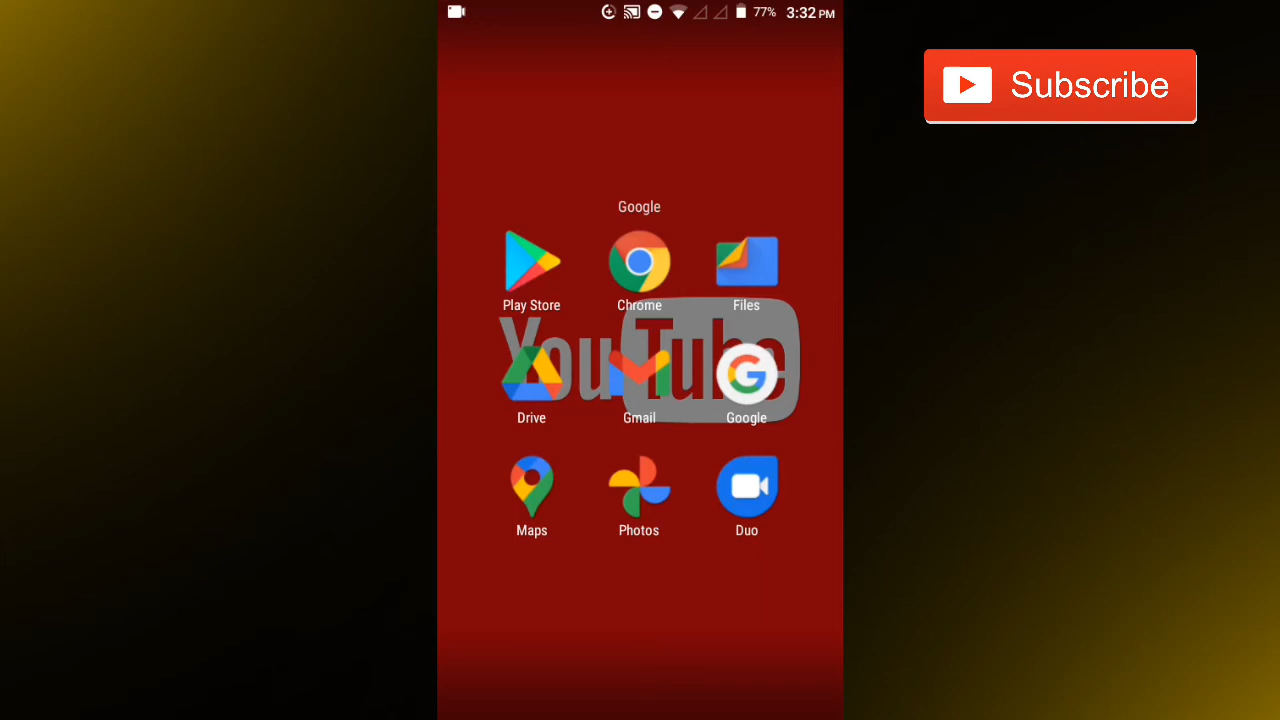 77% 3:32 PM
Subscribe
Google
Play Store Chrome Files
YouTube
Drive Gmail Google
Maps Photos Duo